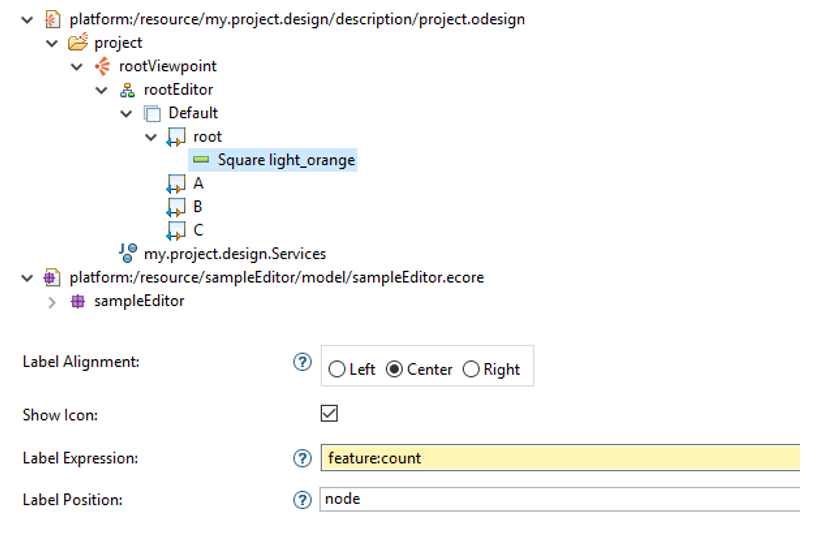 platform:/resource/my.project.design/description/project.odesign
project
rootViewpoint
rootEditor
Default
root
Square light_orange
A
B
C
my.project.design.Services
platform:/resource/sampleEditor/model/sampleEditor.ecore
sampleEditor
Label Alignment: ? Left Center Right
Show Icon:
Label Expression: ? feature:count
Label Position: ? node